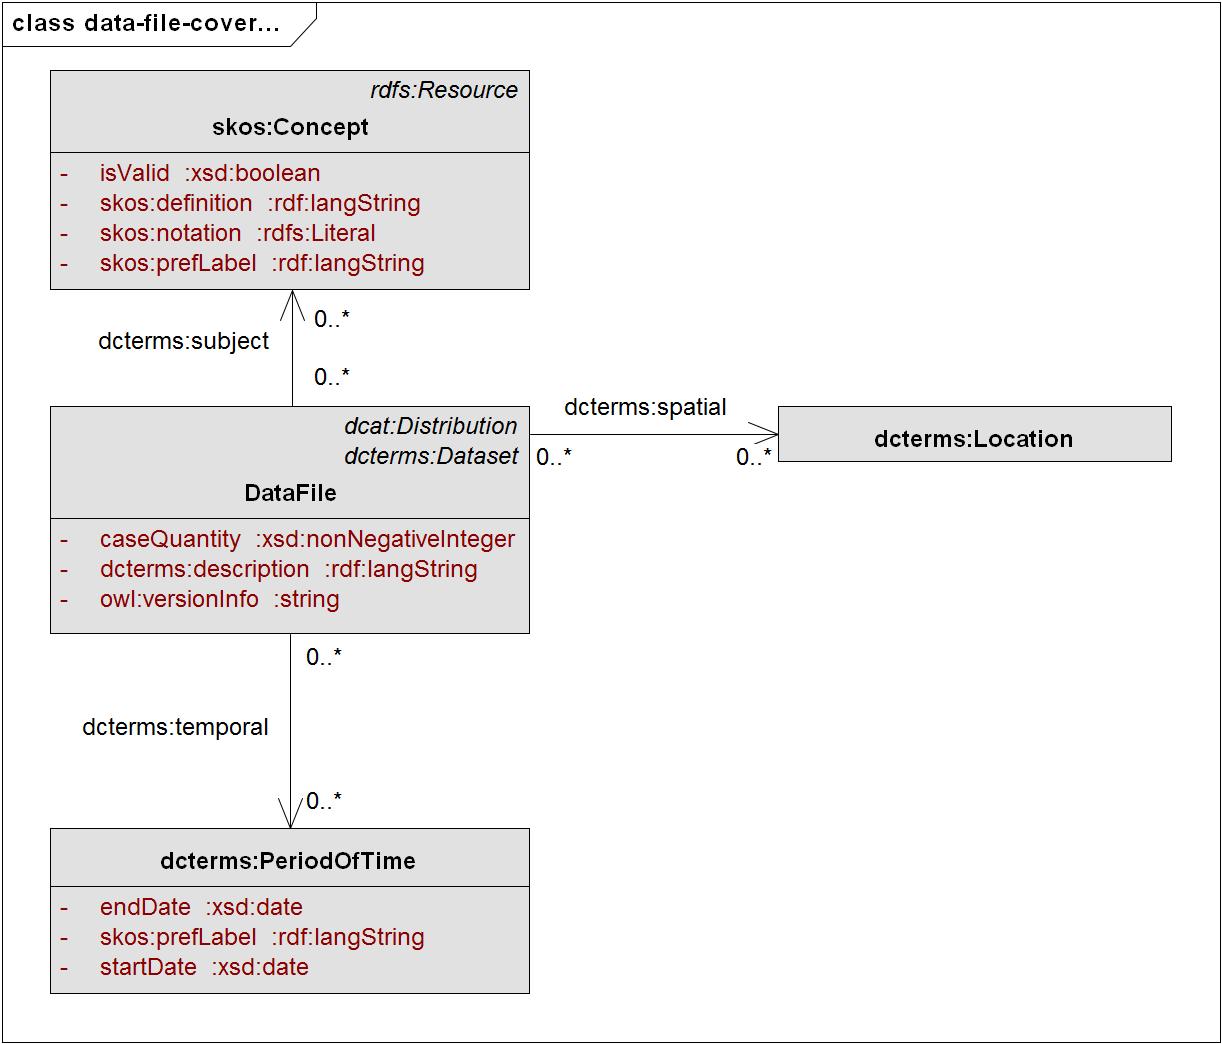 class data-file-cover...
rdfs:Resource
skos:Concept
- isValid :xsd:boolean
- skos:definition :rdf:langString
- skos:notation :rdfs:Literal
- skos:prefLabel :rdf:langString
0..*
dcterms:subject
0..*
dcat:Distribution
dcterms:Dataset
DataFile
- caseQuantity :xsd:nonNegativeInteger
- dcterms:description :rdf:langString
- owl:versionInfo :string
dcterms:spatial
0..*
0..*
dcterms:Location
0..*
dcterms:temporal
0..*
dcterms:PeriodOfTime
- endDate :xsd:date
- skos:prefLabel :rdf:langString
- startDate :xsd:date